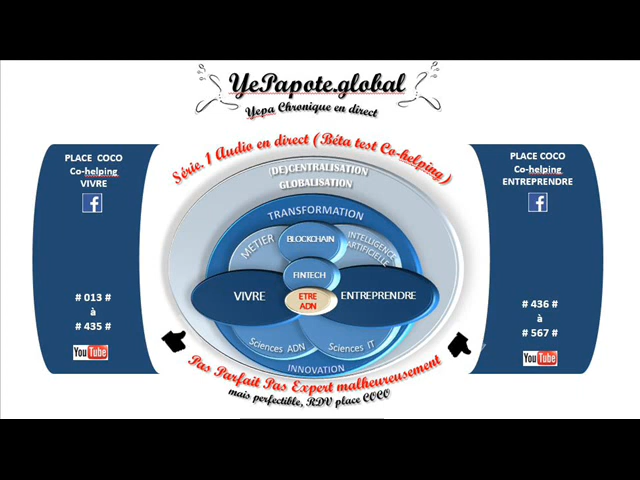 YePapote.global
Yepa Chronique en direct
Série, 1 Audio en direct (Béta test Co-helping)
PLACE COCO
Co-helping
VIVRE
(DE)CENTRALISATION
GLOBALISATION
TRANSFORMATION
METIER
BLOCKCHAIN
INTELLIGENCE
ARTIFICIELLE
FINTECH
VIVRE
ETRE
ADN
ENTREPRENDRE
Sciences ADN
Sciences IT
INNOVATION
# 013 #
à
# 435 #
YouTube
PLACE COCO
Co-helping
ENTREPRENDRE
# 436 #
à
# 567 #
YouTube
Pas Parfait Pas Expert malheureusement
mais perfectible, RDV place COCO